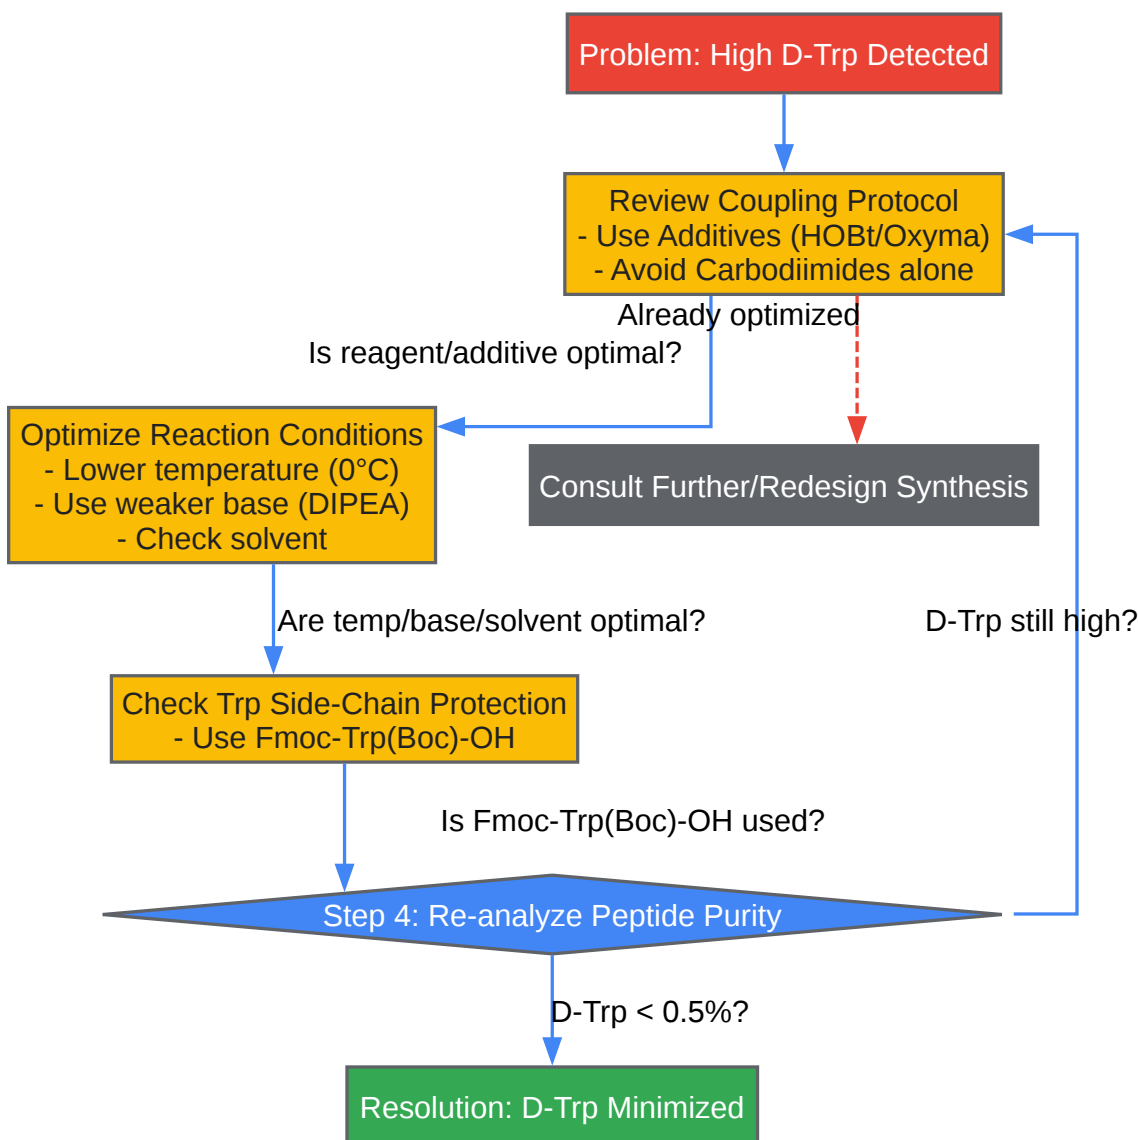 Problem: High D-Trp Detected
Review Coupling Protocol
- Use Additives (HOBt/Oxyma)
- Avoid Carbodiimides alone
Already optimized
Is reagent/additive optimal?
Optimize Reaction Conditions
- Lower temperature (0°C)
- Use weaker base (DIPEA)
- Check solvent
Consult Further/Redesign Synthesis
Are temp/base/solvent optimal?
D-Trp still high?
Check Trp Side-Chain Protection
- Use Fmoc-Trp(Boc)-OH
Is Fmoc-Trp(Boc)-OH used?
Step 4: Re-analyze Peptide Purity
D-Trp < 0.5%?
Resolution: D-Trp Minimized